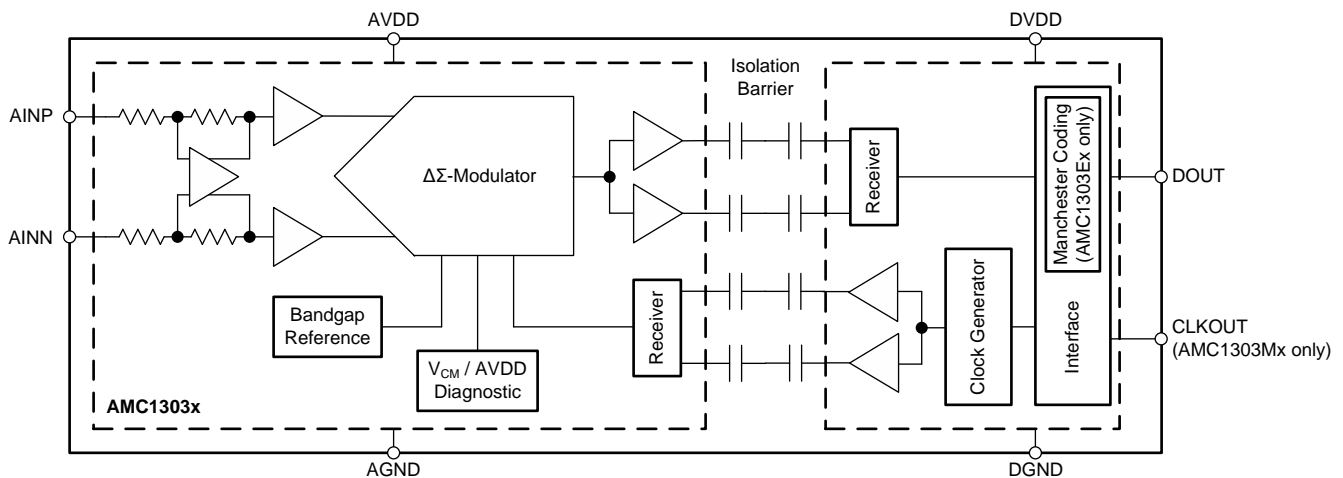 AVDD
DVDD
Isolation
Barrier
AINP
AINN
ΔΣ-Modulator
Receiver
Manchester Coding
(AMC1303Ex only)
DOUT
Bandgap
Reference
V_CM / AVDD
Diagnostic
Receiver
Clock Generator
Interface
CLKOUT
(AMC1303Mx only)
AMC1303x
AGND
DGND